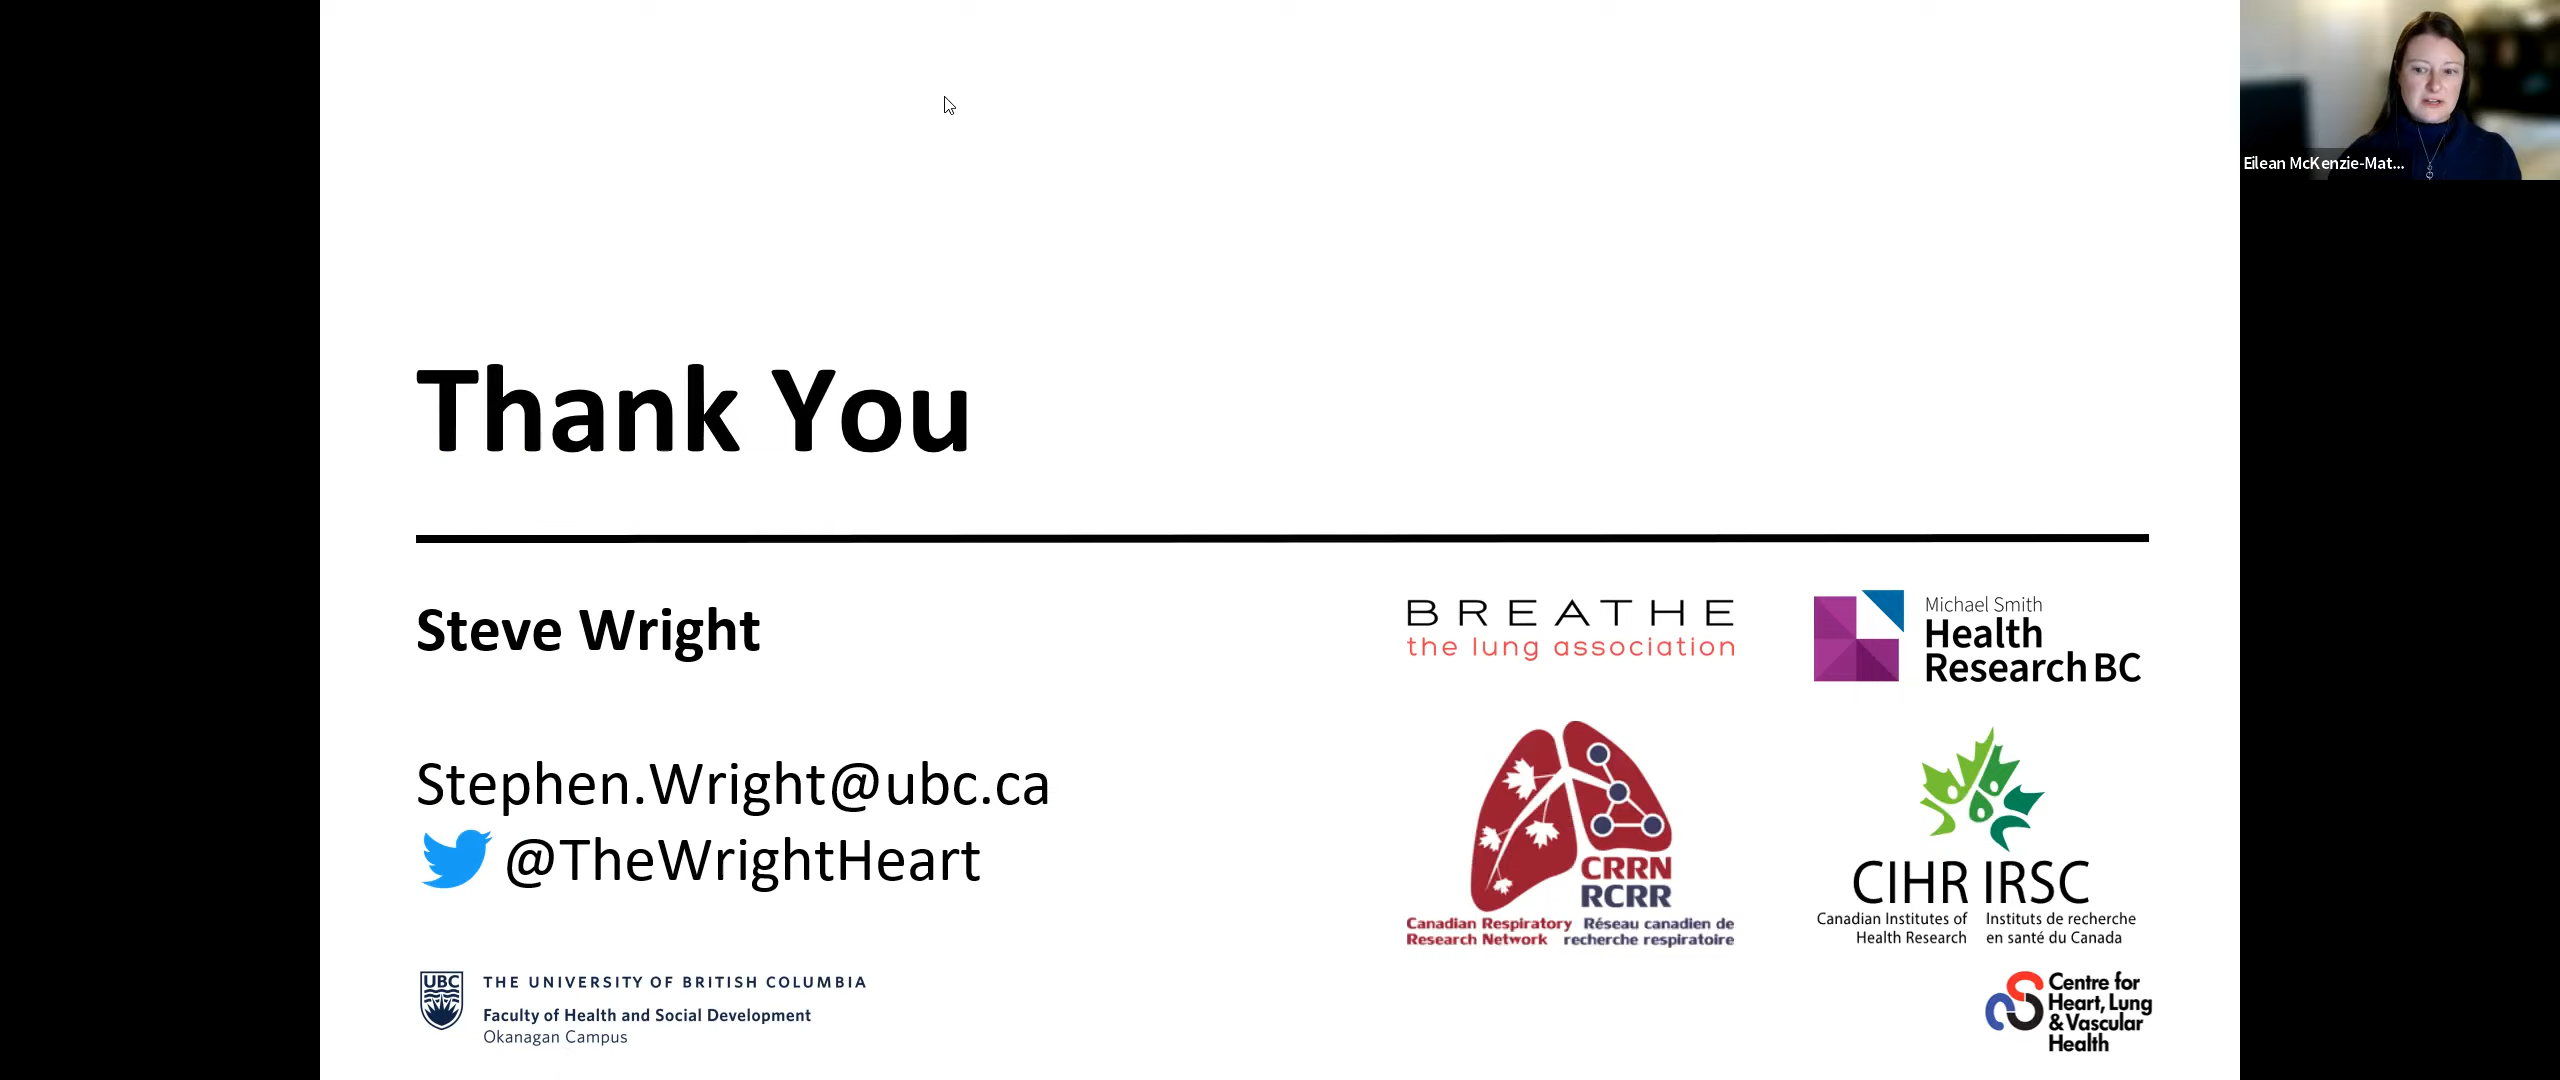 Eilean McKenzie-Mat...
Thank You
Steve Wright
Stephen.Wright@ubc.ca
@TheWrightHeart
UBC
THE UNIVERSITY OF BRITISH COLUMBIA
Faculty of Health and Social Development
Okanagan Campus
BREATHE
the lung association
Michael Smith
Health
Research BC
CRRN
RCRR
Canadian Respiratory Réseau canadien de
Research Network recherche respiratoire
CIHR IRSC
Canadian Institutes of Instituts de recherche
Health Research en santé du Canada
Centre for
Heart, Lung
& Vascular
Health